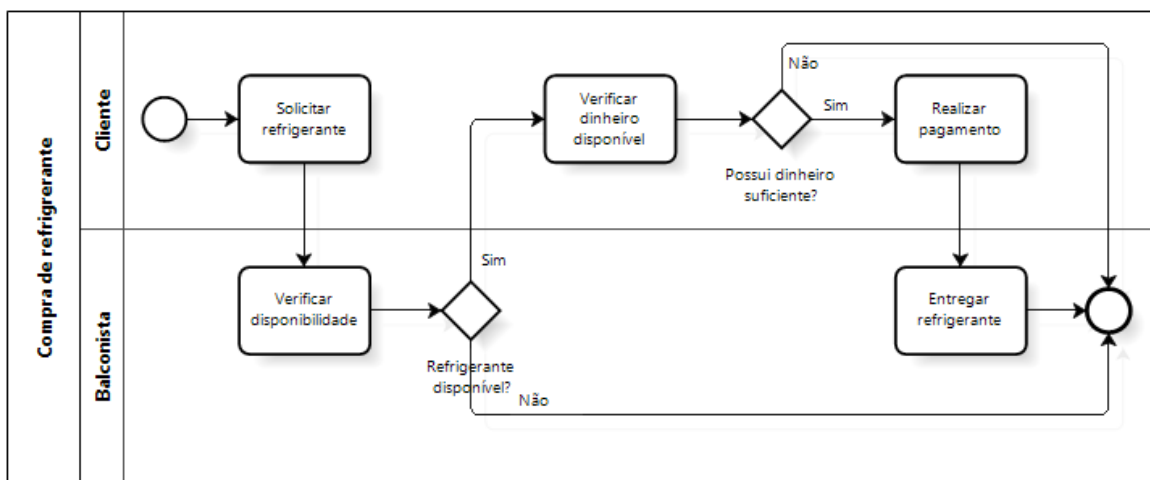 Compra de refrigrerante
Cliente
Solicitar
refrigerante
Verificar
dinheiro
disponível
Não
Sim
Possui dinheiro
suficiente?
Realizar
pagamento
Balconista
Verificar
disponibilidade
Sim
Refrigerante
disponível?
Não
Entregar
refrigerante